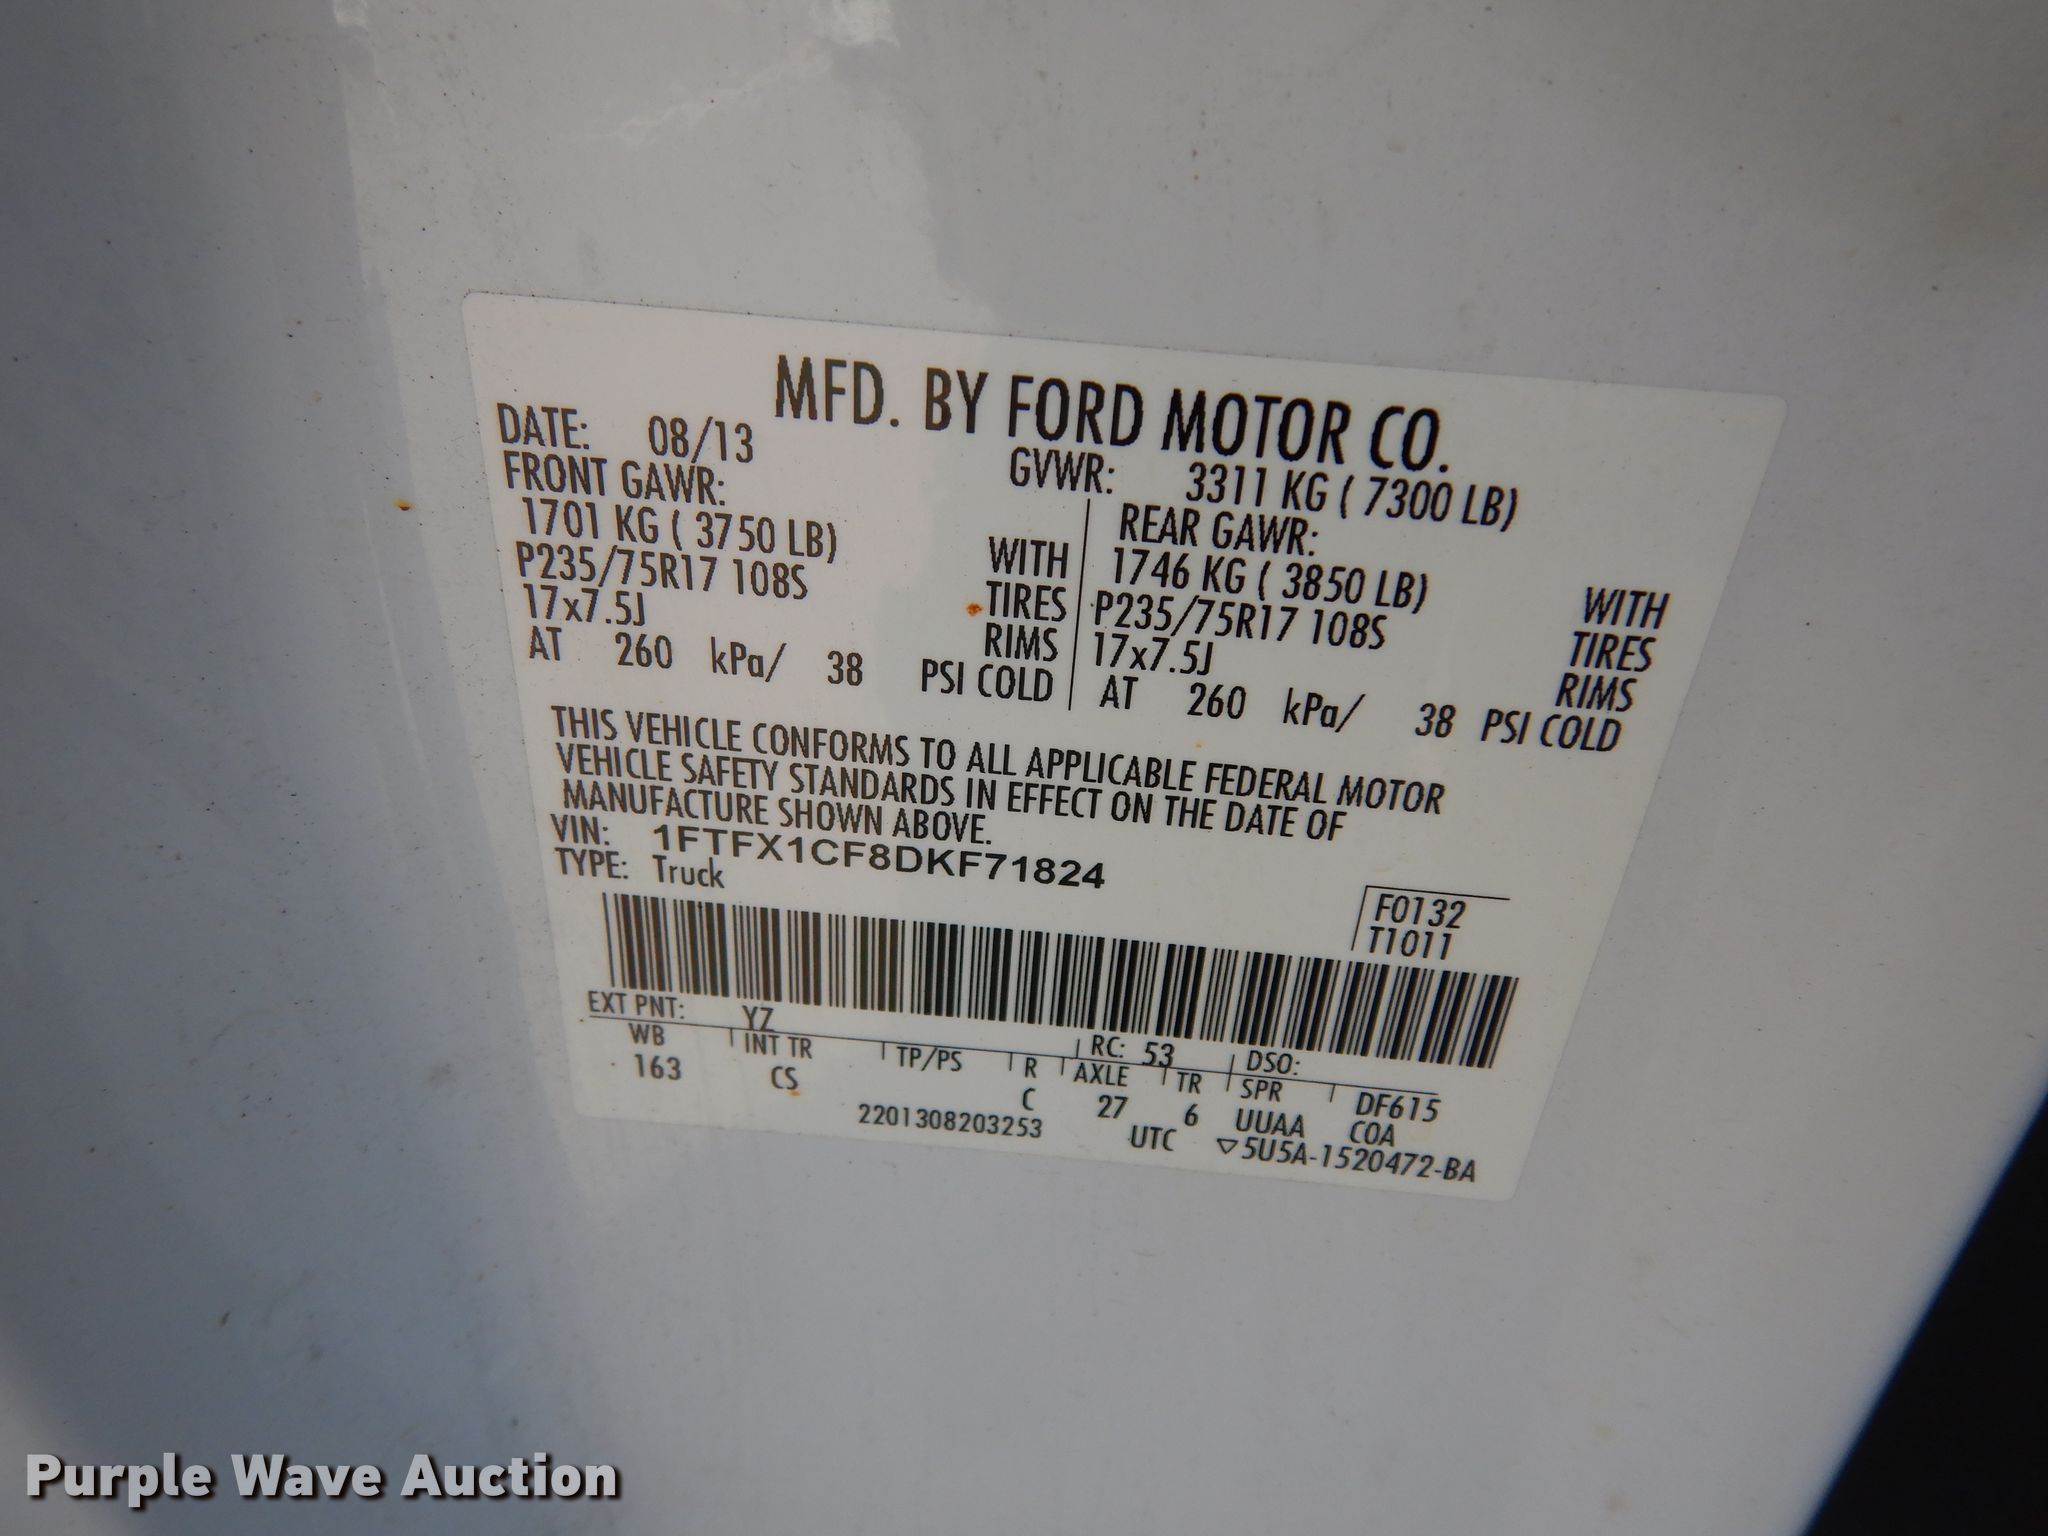 MFD. BY FORD MOTOR CO.
DATE: 08/13 GVWR: 3311 KG ( 7300 LB)
FRONT GAWR: REAR GAWR:
1701 KG ( 3750 LB) WITH 1746 KG ( 3850 LB) WITH
P235/75R17 108S TIRES P235/75R17 108S TIRES
17x7.5J RIMS 17x7.5J RIMS
AT 260 kPa/ 38 PSI COLD AT 260 kPa/ 38 PSI COLD
THIS VEHICLE CONFORMS TO ALL APPLICABLE FEDERAL MOTOR
VEHICLE SAFETY STANDARDS IN EFFECT ON THE DATE OF
MANUFACTURE SHOWN ABOVE.
VIN: 1FTFX1CF8DKF71824
TYPE: Truck
F0132
T1011
EXT PNT: YZ RC: 53 DSO:
WB INT TR TP/PS R AXLE TR SPR DF615
163 CS C 27 6 UUAA C0A
2201308203253 UTC ▽5U5A-1520472-BA
Purple Wave Auction